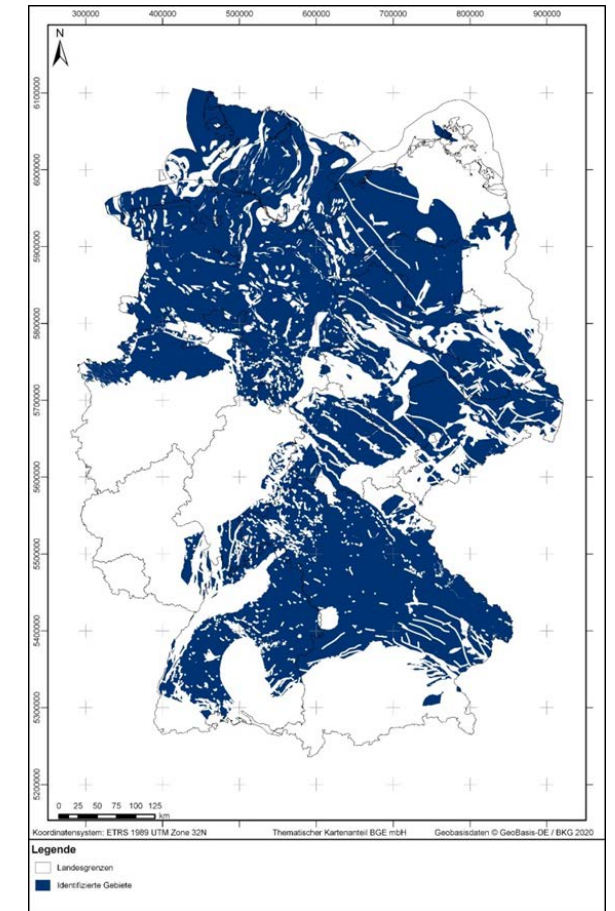 300000 400000 500000 600000 700000 800000 900000
N
6100000
6000000
5900000
5800000
5700000
5600000
5500000
5400000
5300000
5200000
0 25 50 75 100 125
km
Koordinatensystem: ETRS 1989 UTM Zone 32N Thematischer Kartenanteil BGE mbH Geobasisdaten © GeoBasis-DE / BKG 2020
Legende
Landesgrenzen
Identifizierte Gebiete